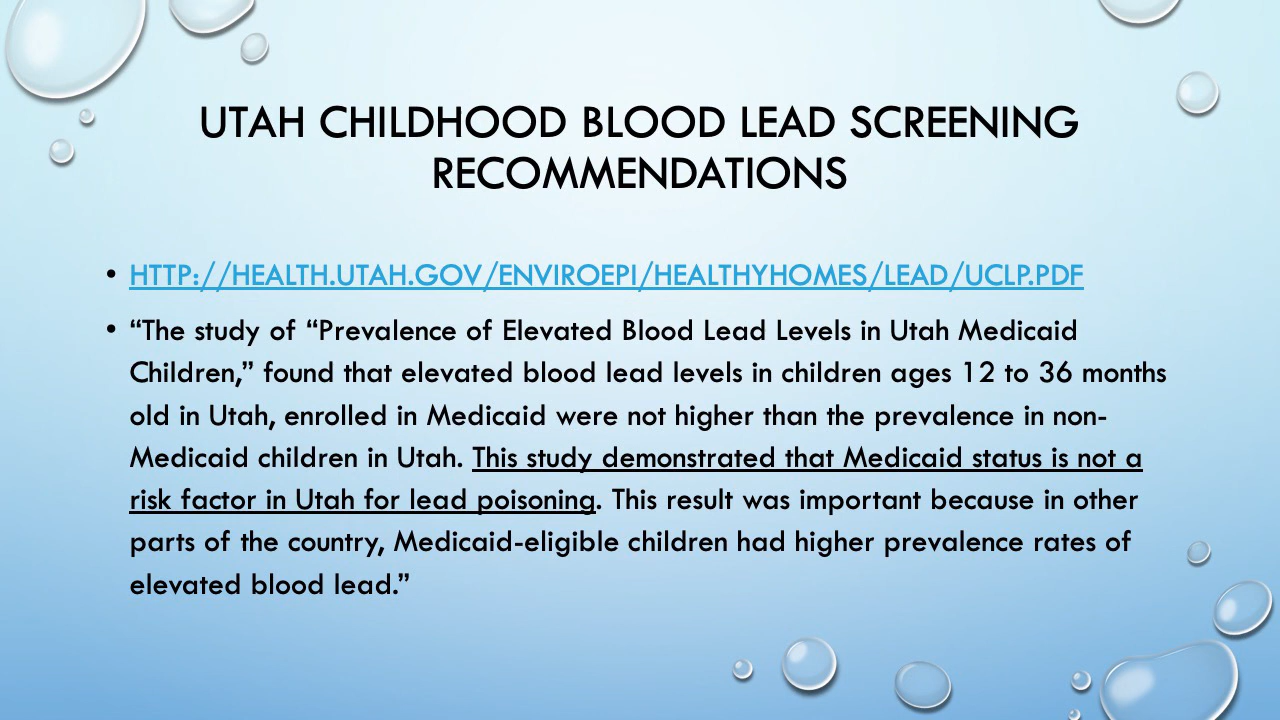 UTAH CHILDHOOD BLOOD LEAD SCREENING
RECOMMENDATIONS
• HTTP://HEALTH.UTAH.GOV/ENVIROEPI/HEALTHYHOMES/LEAD/UCLP.PDF
• “The study of “Prevalence of Elevated Blood Lead Levels in Utah Medicaid
Children,” found that elevated blood lead levels in children ages 12 to 36 months
old in Utah, enrolled in Medicaid were not higher than the prevalence in non-
Medicaid children in Utah. This study demonstrated that Medicaid status is not a
risk factor in Utah for lead poisoning. This result was important because in other
parts of the country, Medicaid-eligible children had higher prevalence rates of
elevated blood lead.”